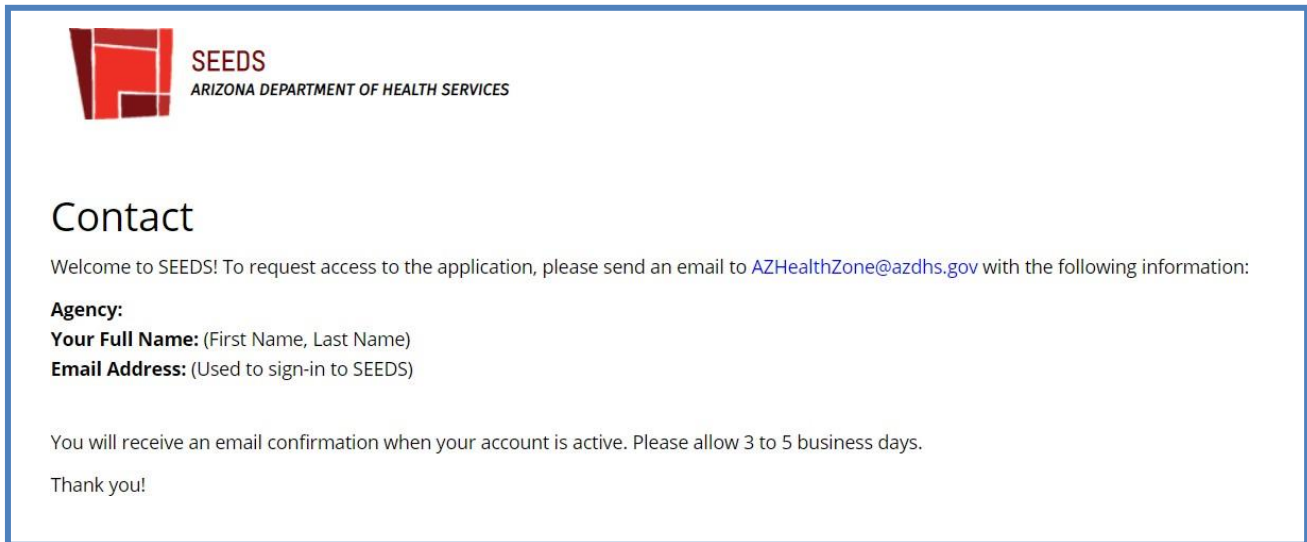 SEEDS
ARIZONA DEPARTMENT OF HEALTH SERVICES
Contact
Welcome to SEEDS! To request access to the application, please send an email to AZHealthZone@azdhs.gov with the following information:
Agency:
Your Full Name: (First Name, Last Name)
Email Address: (Used to sign-in to SEEDS)
You will receive an email confirmation when your account is active. Please allow 3 to 5 business days.
Thank you!